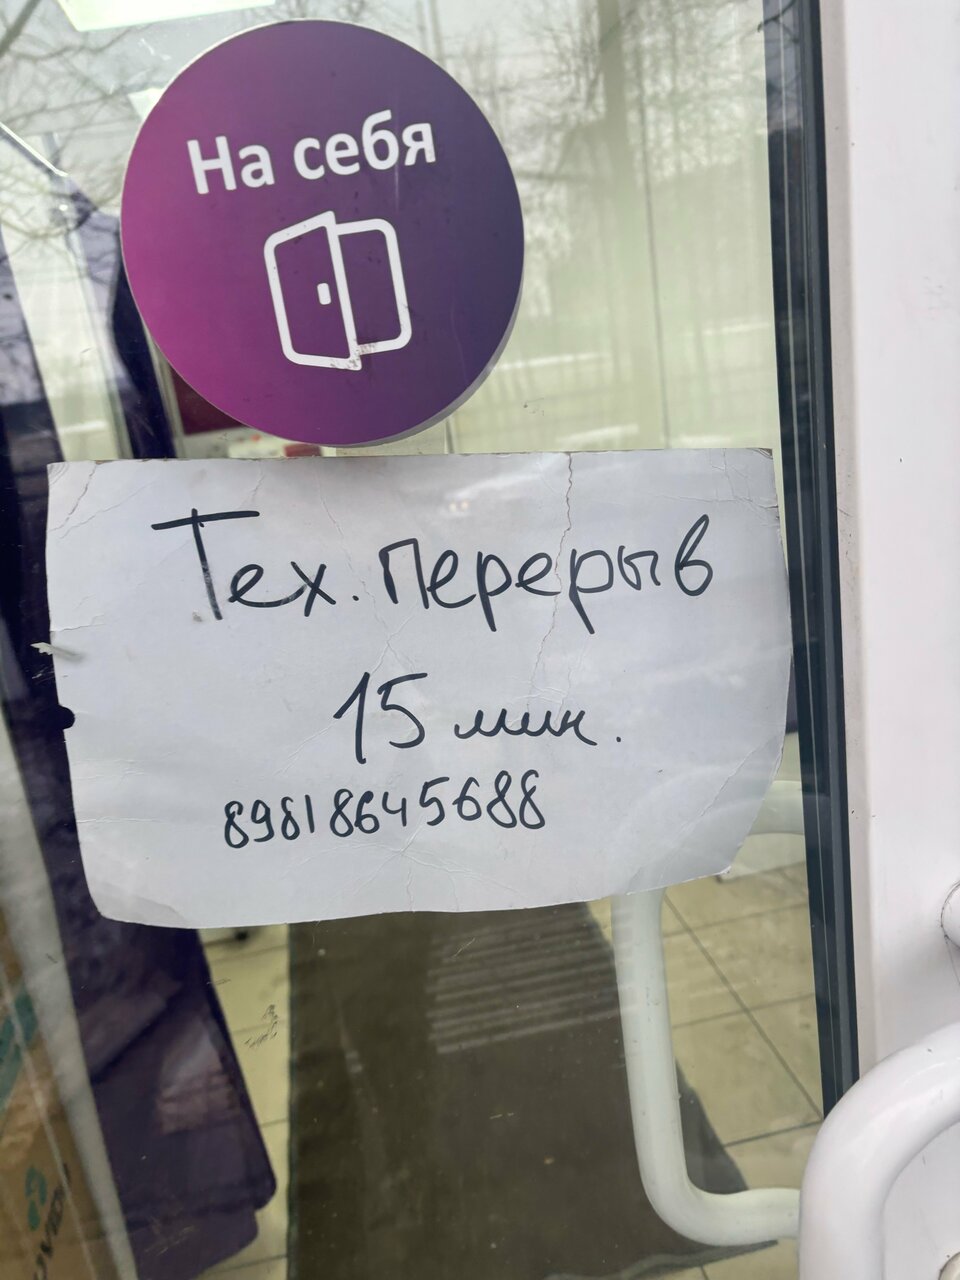 На себя
Тех. перерыв
15 мин.
89818645688